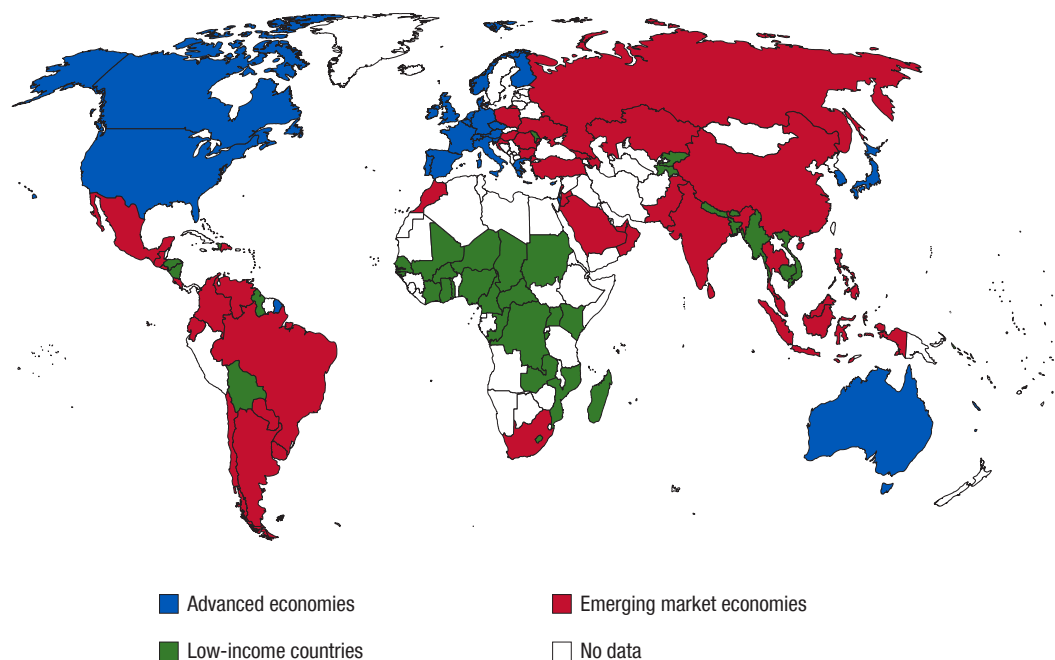 Advanced economies
Emerging market economies
Low-income countries
No data